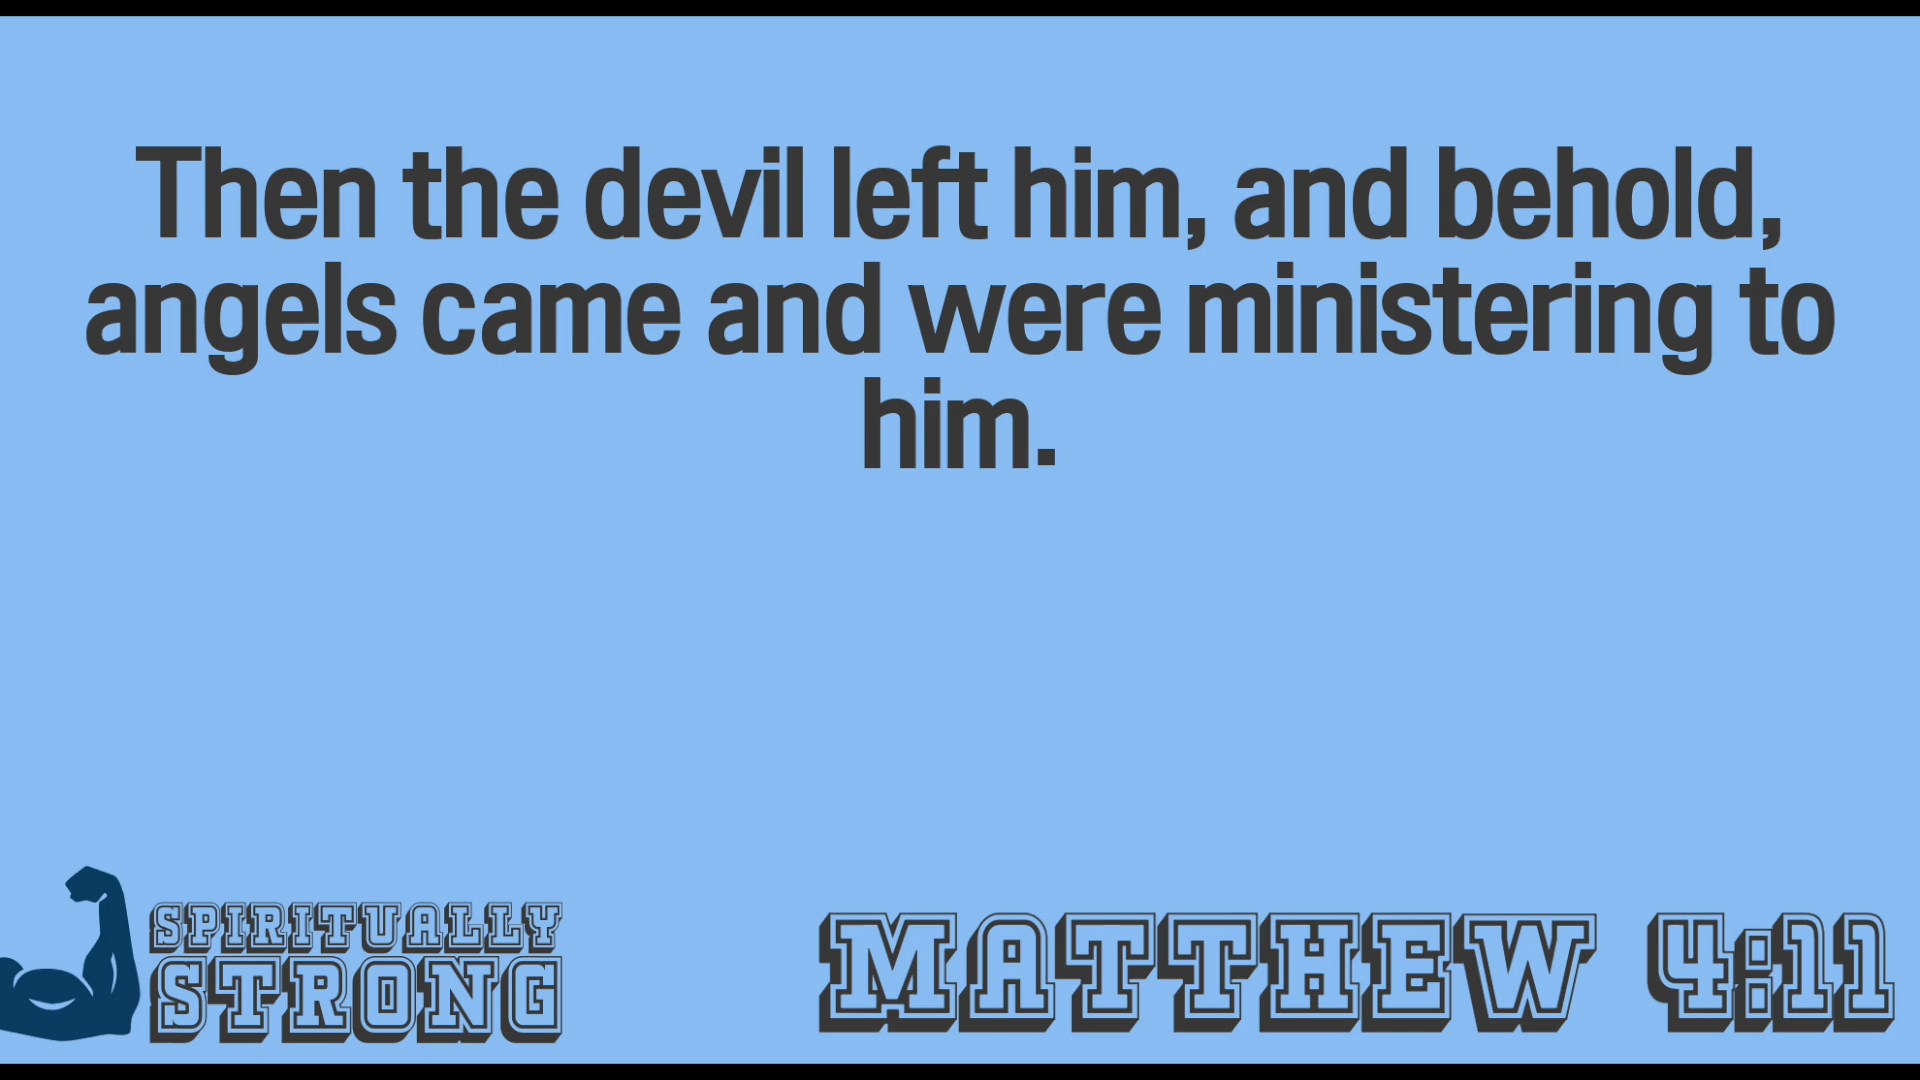 Then the devil left him, and behold,
angels came and were ministering to
him.
SPIRITUALLY
STRONG
MATTHEW 4:11